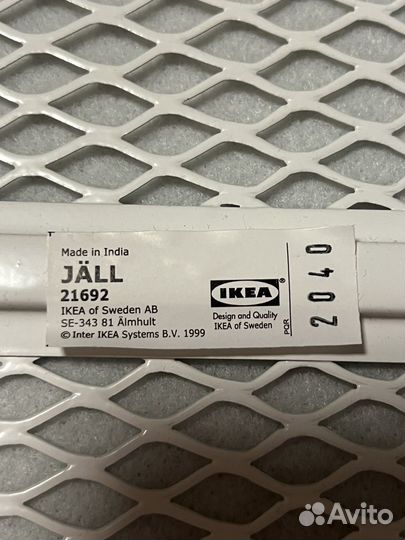 Made in India
JÄLL
21692
IKEA of Sweden AB
SE-343 81 Älmhult
© Inter IKEA Systems B.V. 1999
IKEA
Design and Quality
IKEA of Sweden
PQR
2040
Avito